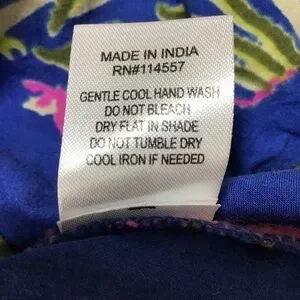 MADE IN INDIA
RN#114557
GENTLE COOL HAND WASH
DO NOT BLEACH
DRY FLAT IN SHADE
DO NOT TUMBLE DRY
COOL IRON IF NEEDED